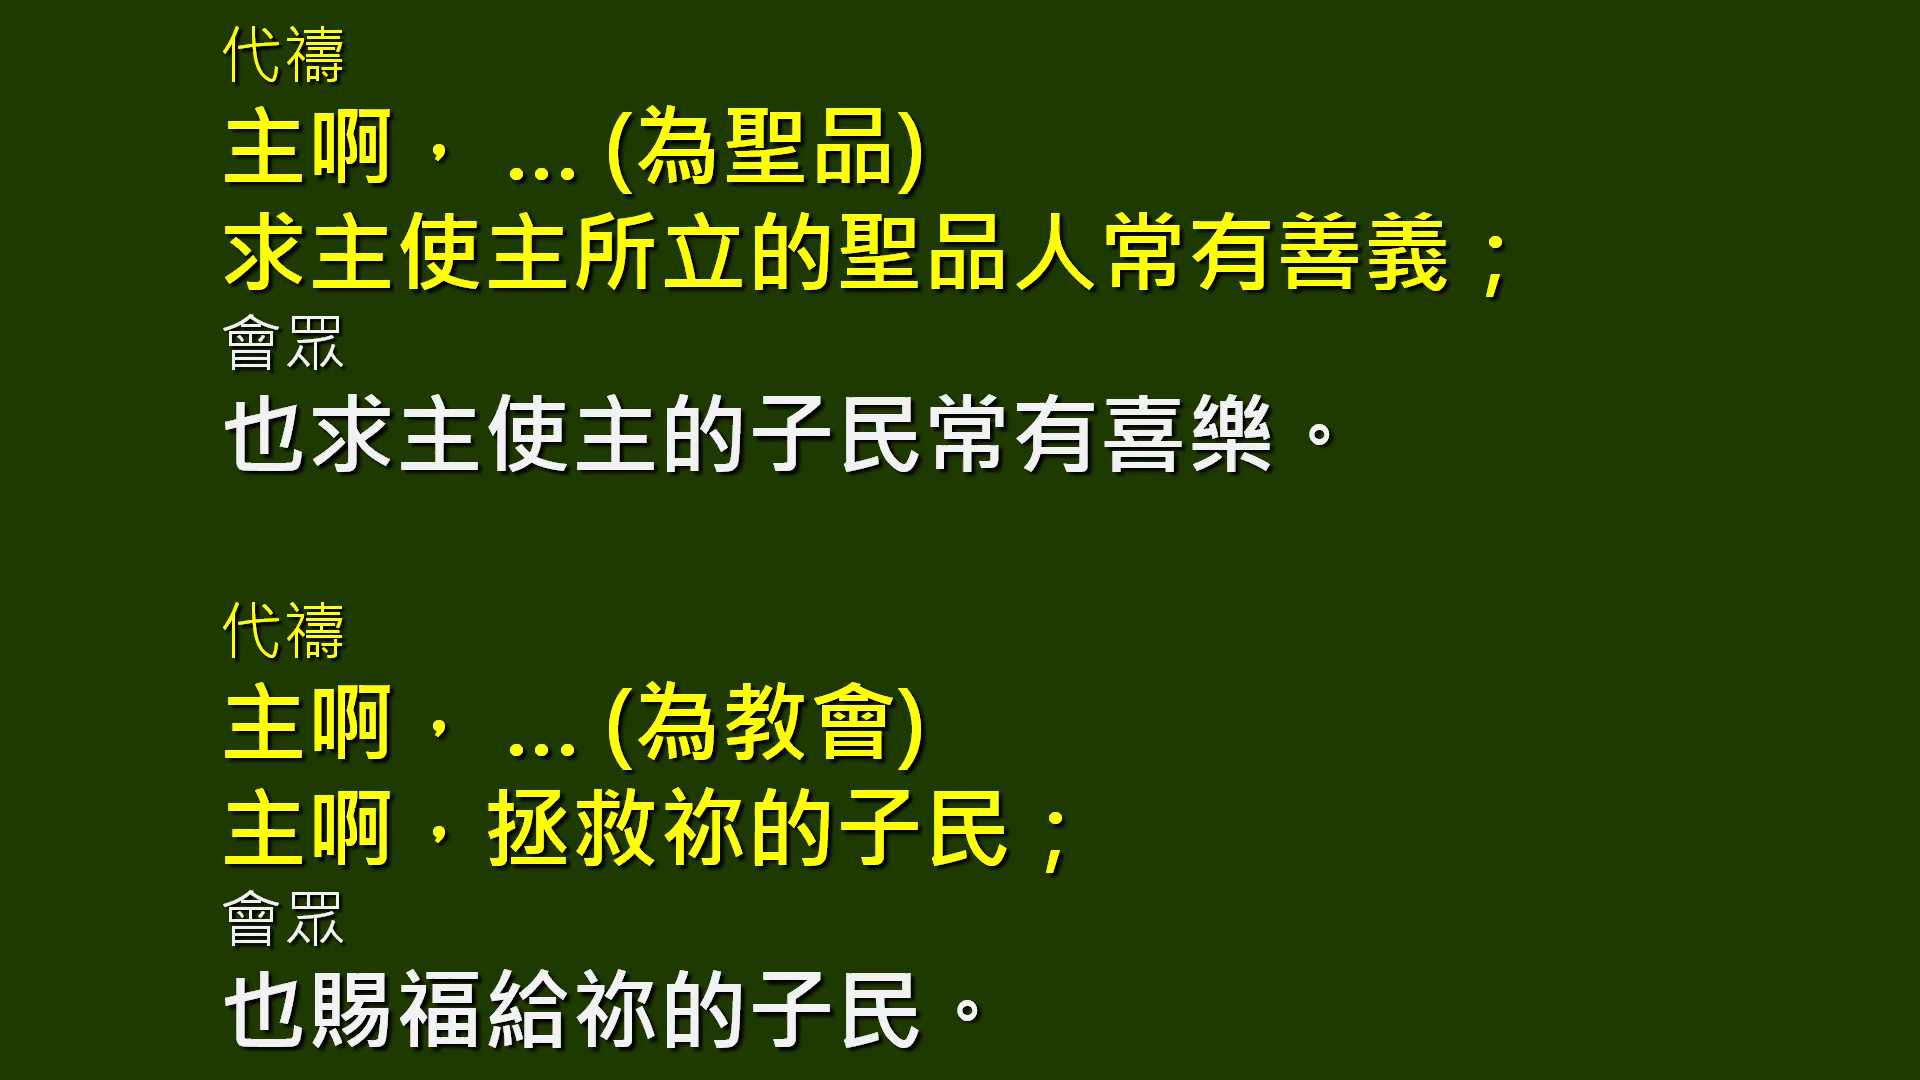 代禱
主啊， ... (為聖品)
求主使主所立的聖品人常有善義；
會眾
也求主使主的子民常有喜樂。
代禱
主啊， ... (為教會)
主啊，拯救祢的子民；
會眾
也賜福給祢的子民。